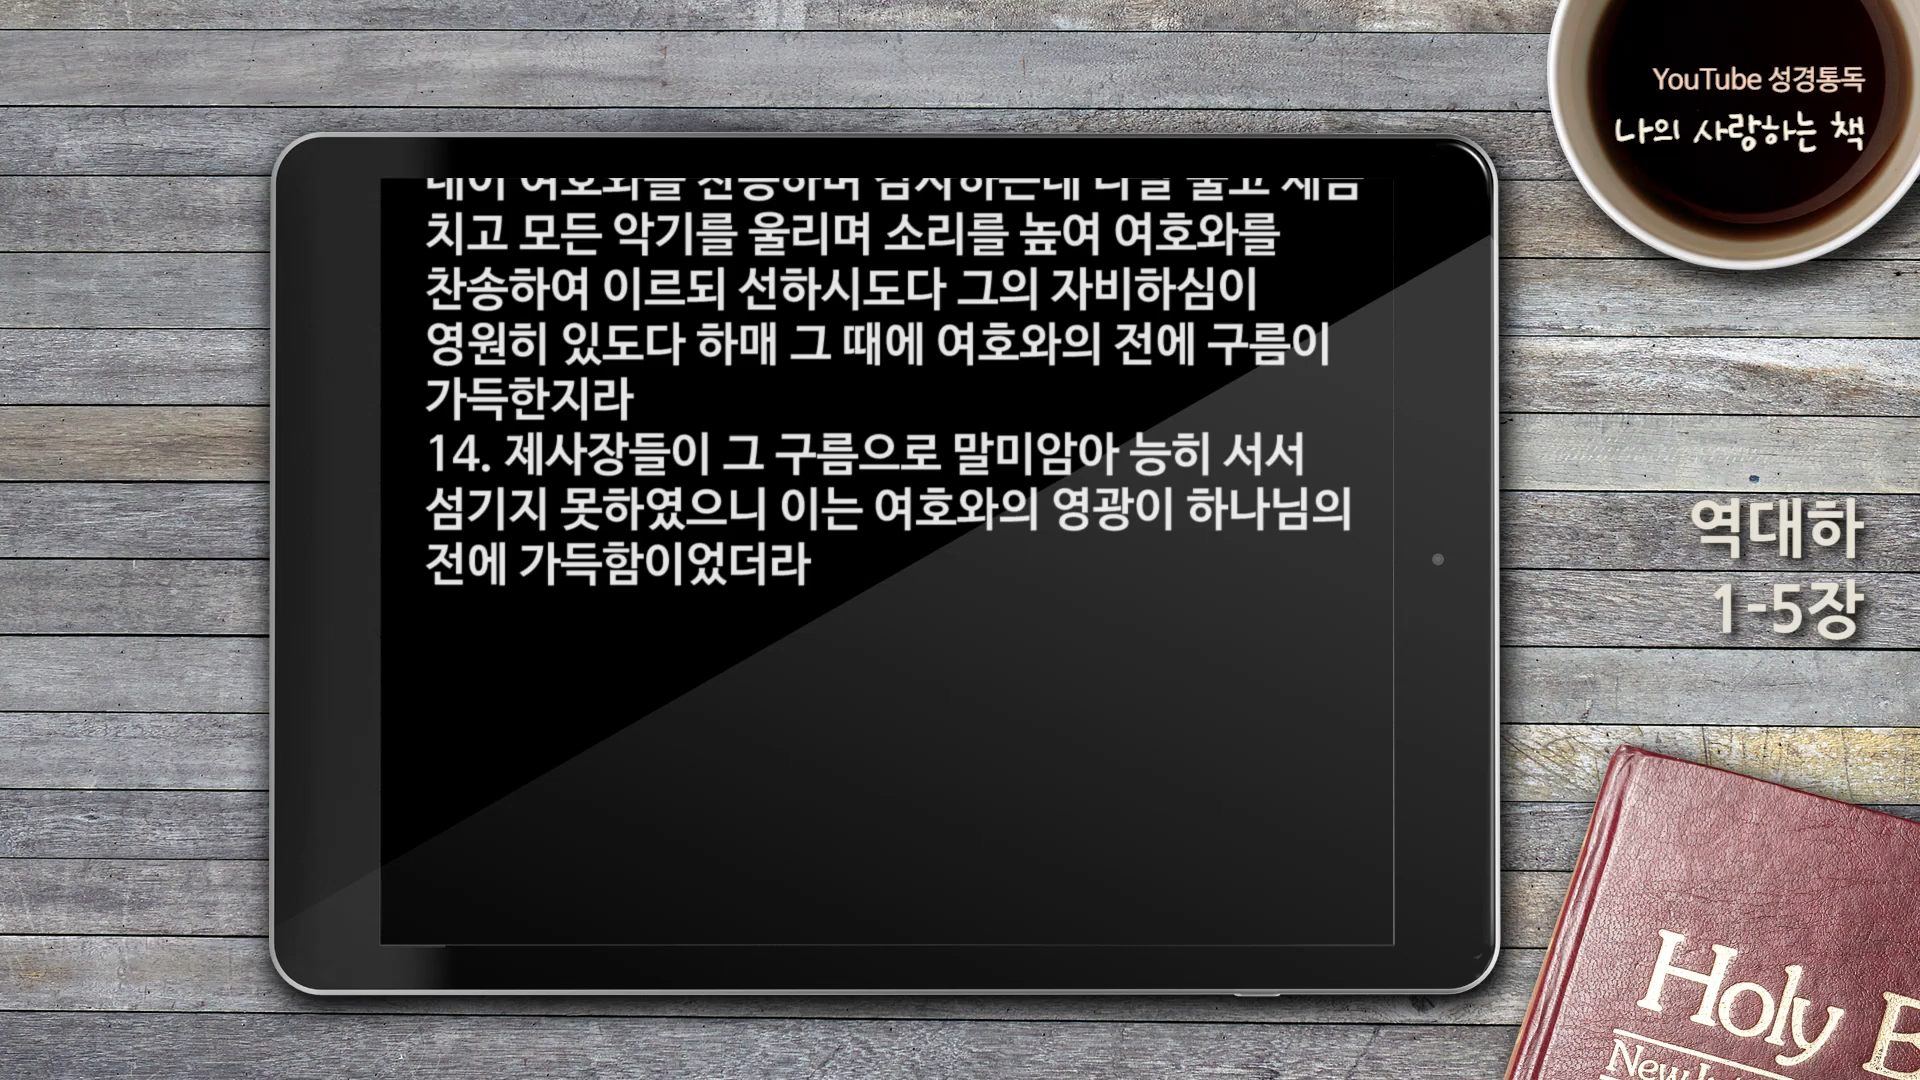 YouTube 성경통독
나의 사랑하는 책
치고 모든 악기를 울리며 소리를 높여 여호와를
찬송하여 이르되 선하시도다 그의 자비하심이
영원히 있도다 하매 그 때에 여호와의 전에 구름이
가득한지라
14. 제사장들이 그 구름으로 말미암아 능히 서서
섬기지 못하였으니 이는 여호와의 영광이 하나님의
전에 가득함이었더라
역대하
1-5장
Holy
New